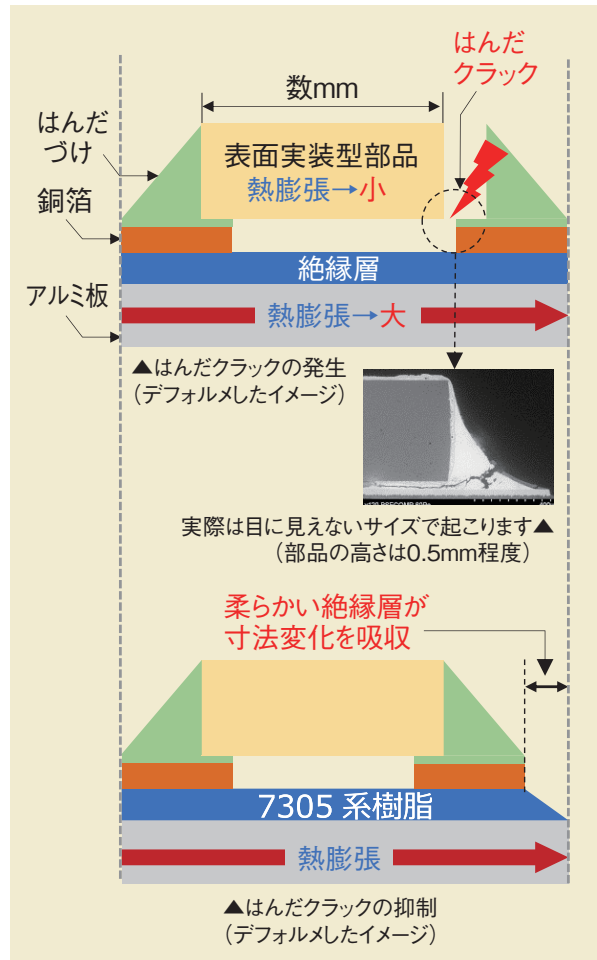 はんだ
クラック
数mm
はんだ
づけ
表面実装型部品
熱膨張→小
銅箔
絶縁層
アルミ板
熱膨張→大
▲はんだクラックの発生
(デフォルメしたイメージ)
実際は目に見えないサイズで起こります▲
(部品の高さは0.5mm程度)
柔らかい絶縁層が
寸法変化を吸収
7305 系樹脂
熱膨張
▲はんだクラックの抑制
(デフォルメしたイメージ)